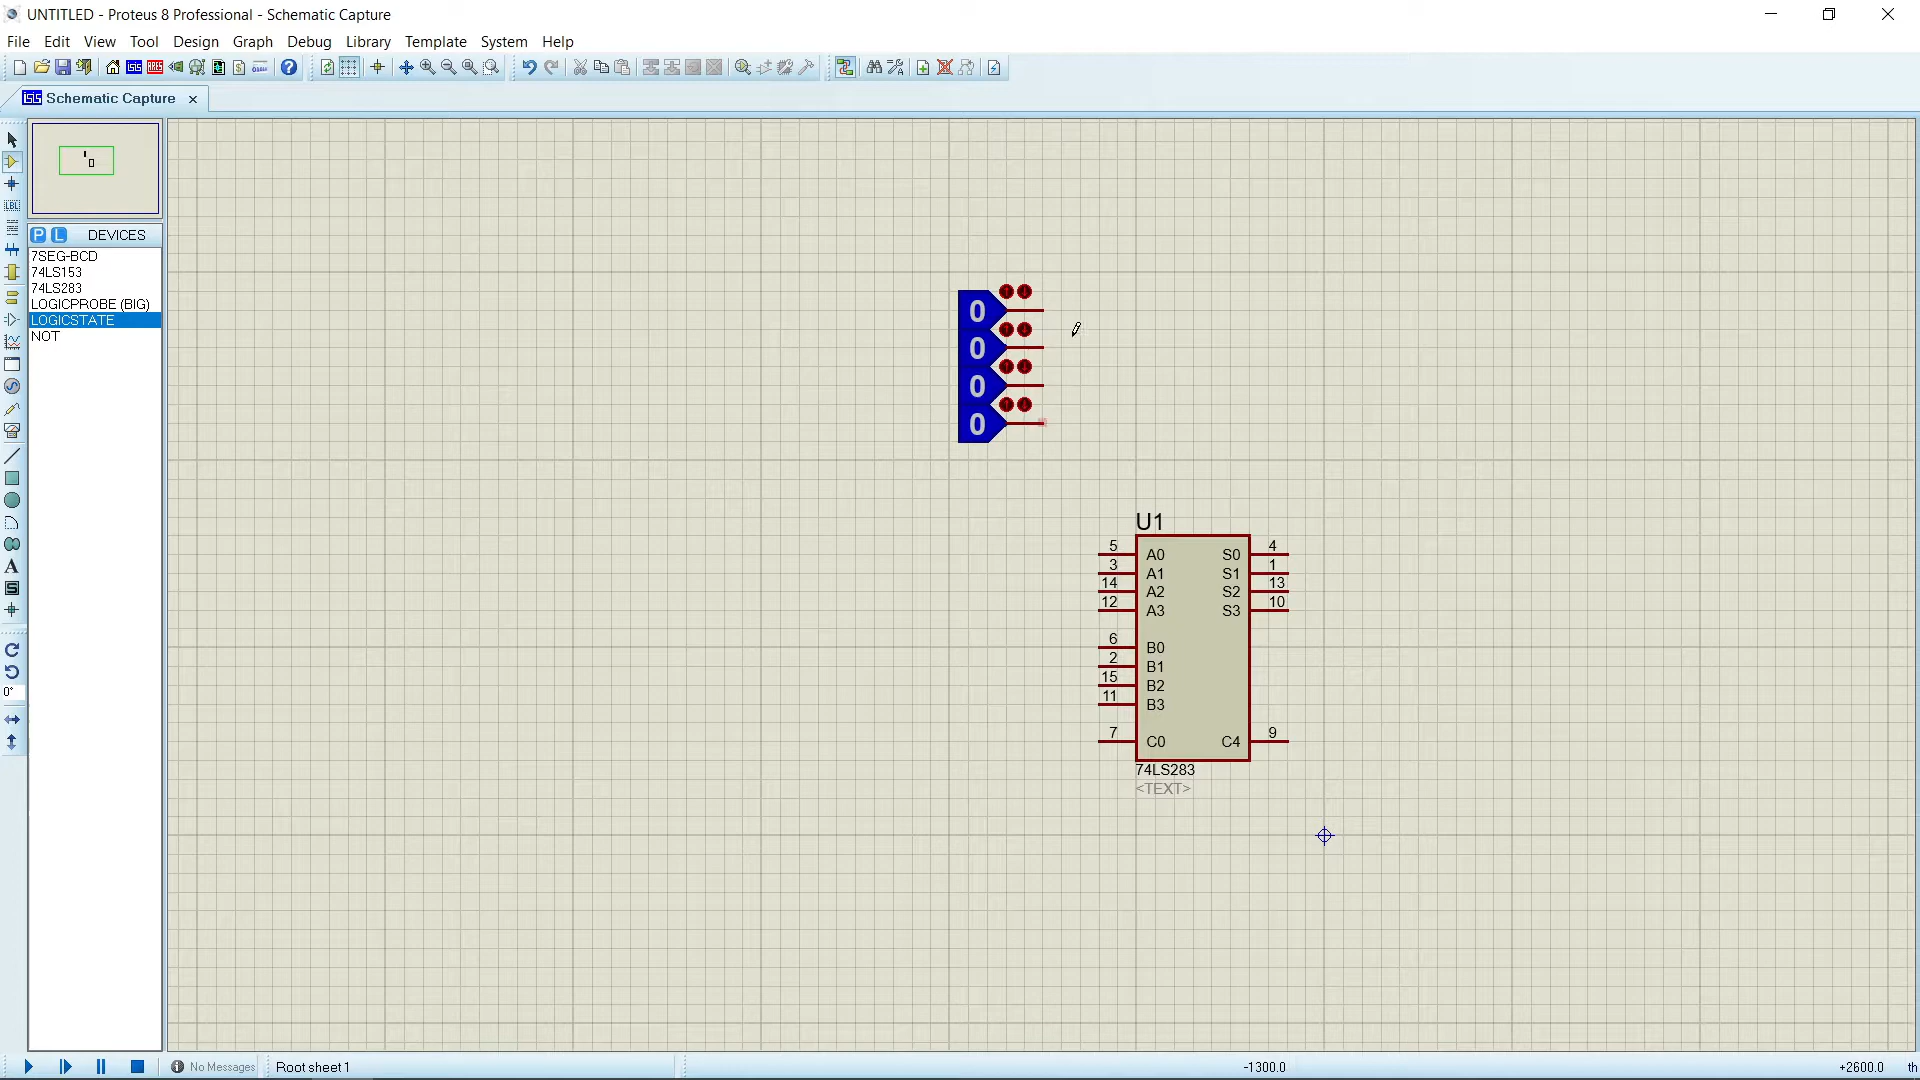 UNTITLED - Proteus 8 Professional - Schematic Capture
File Edit View Tool Design Graph Debug Library Template System Help
Schematic Capture
P L DEVICES
7SEG-BCD
74LS153
74LS283
LOGICPROBE (BIG)
LOGICSTATE
NOT
LBL
A
S
0°
0
0
0
0
U1
5 A0 S0 4
3 A1 S1 1
14 A2 S2 13
12 A3 S3 10
6 B0
2 B1
15 B2
11 B3
7 C0 C4 9
74LS283
<TEXT>
No Messages Root sheet 1 -1300.0 +2600.0 th